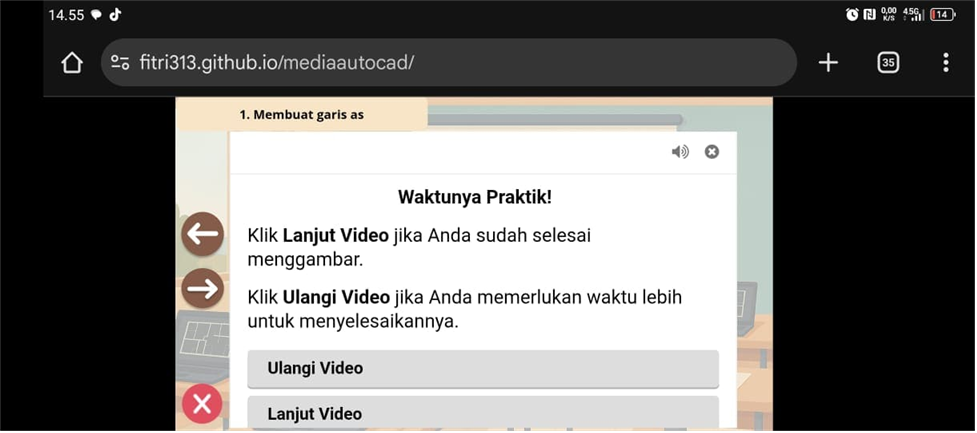 14.55
0,00 K/S 4.5G 14
fitri313.github.io/mediaautocad/
35
1. Membuat garis as
Waktunya Praktik!
Klik Lanjut Video jika Anda sudah selesai
menggambar.
Klik Ulangi Video jika Anda memerlukan waktu lebih
untuk menyelesaikannya.
Ulangi Video
Lanjut Video